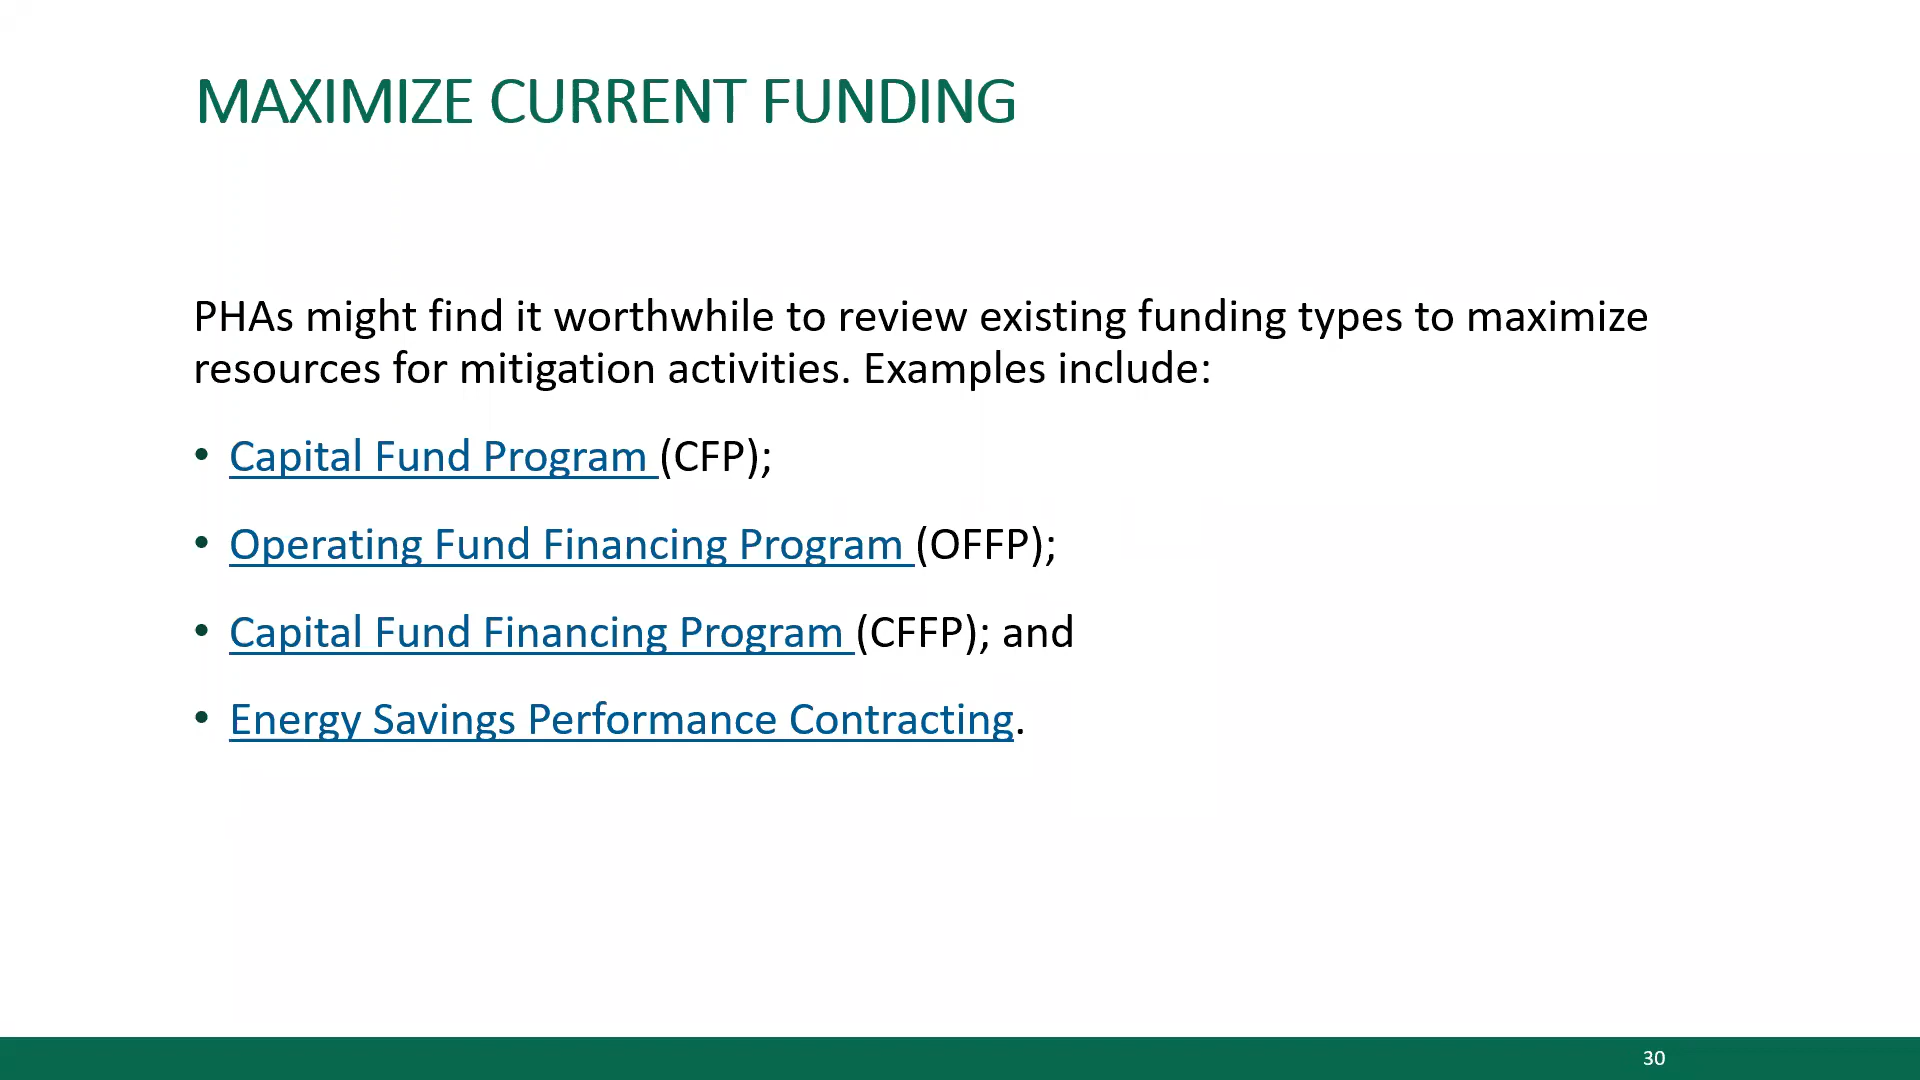 MAXIMIZE CURRENT FUNDING
PHAs might find it worthwhile to review existing funding types to maximize
resources for mitigation activities. Examples include:
• Capital Fund Program (CFP);
• Operating Fund Financing Program (OFFP);
• Capital Fund Financing Program (CFFP); and
• Energy Savings Performance Contracting.
30